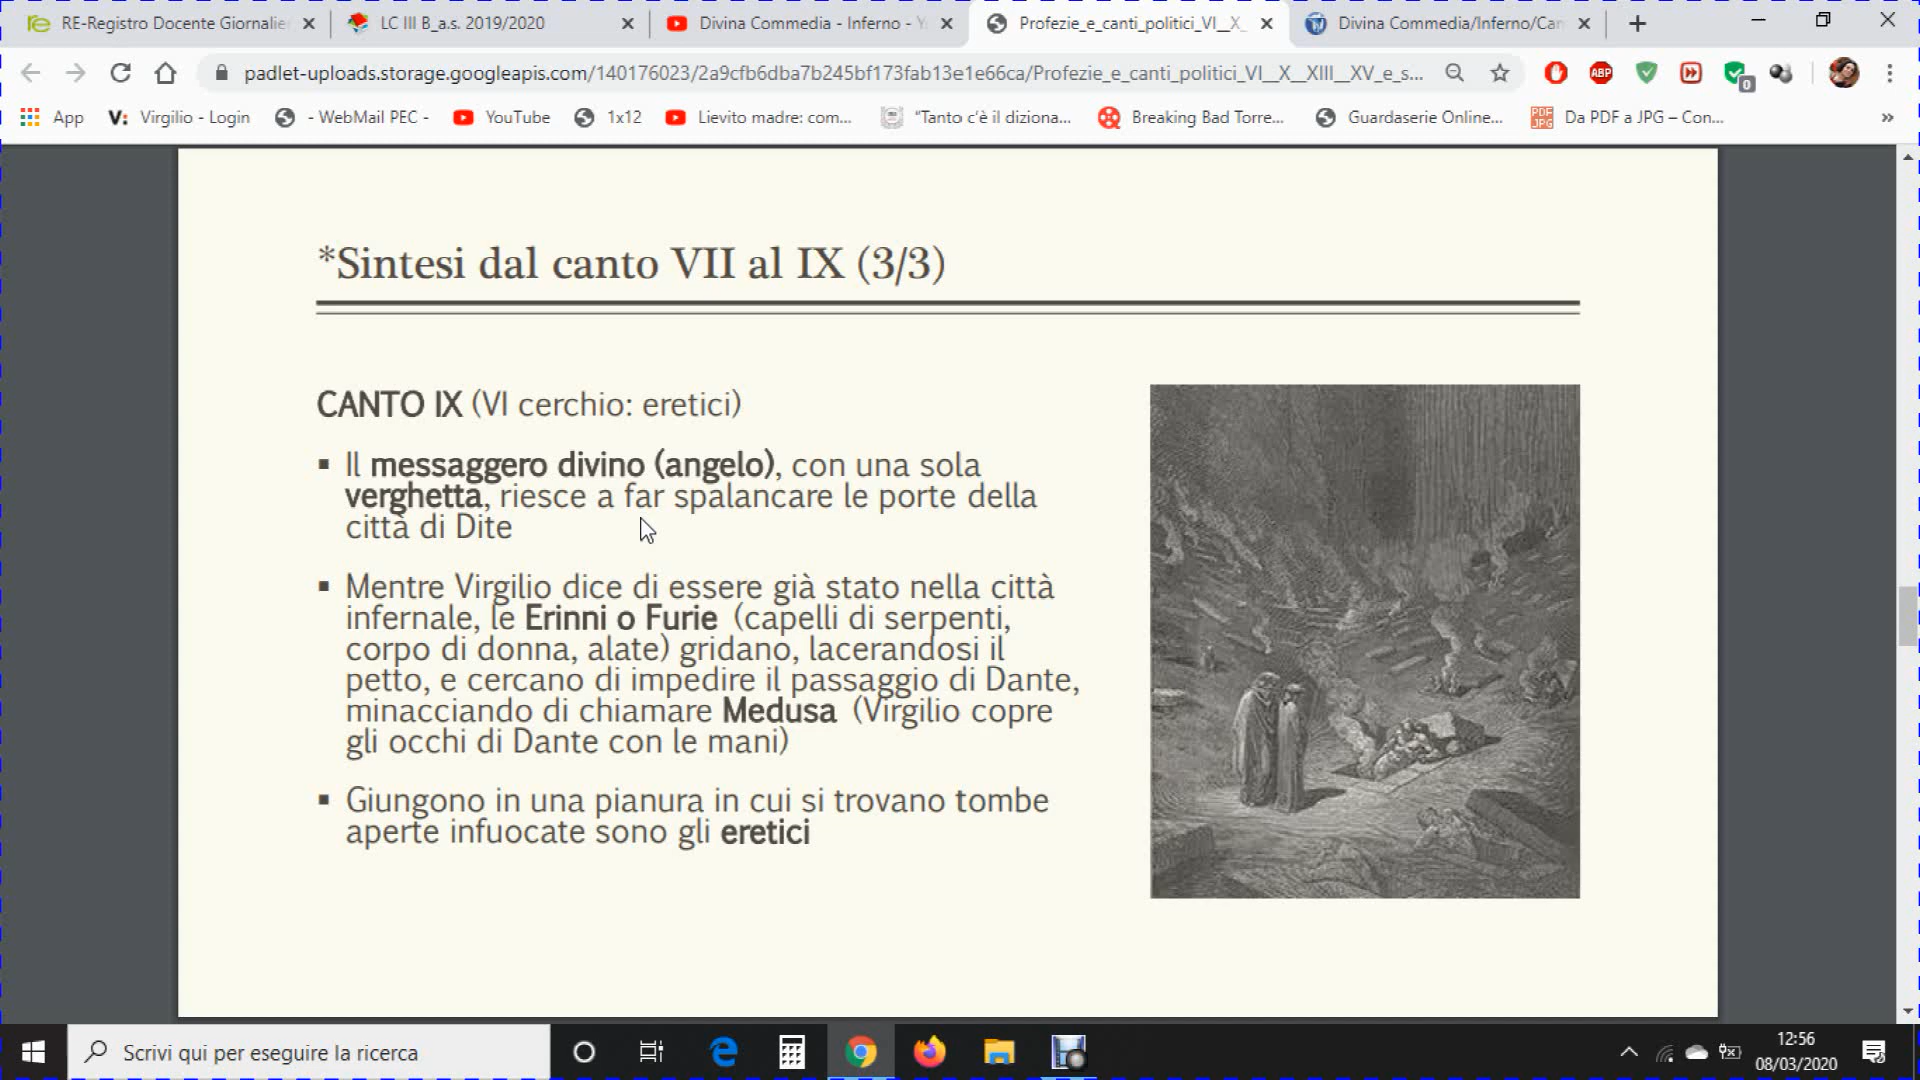 RE-Registro Docente Giornalie
LC III B_a.s. 2019/2020
Divina Commedia - Inferno - Y
Profezie_e_canti_politici_VI__X_
Divina Commedia/Inferno/Can
padlet-uploads.storage.googleapis.com/140176023/2a9cfb6dba7b245bf173fab13e1e66ca/Profezie_e_canti_politici_VI__X__XIII__XV_e_s...
ABP
0
App
V: Virgilio - Login
- WebMail PEC -
YouTube
1x12
Lievito madre: com...
"Tanto c'è il diziona...
Breaking Bad Torre...
Guardaserie Online...
PDF JPG
Da PDF a JPG – Con...
»
*Sintesi dal canto VII al IX (3/3)
CANTO IX (VI cerchio: eretici)
▪ Il messaggero divino (angelo), con una sola
verghetta, riesce a far spalancare le porte della
città di Dite
▪ Mentre Virgilio dice di essere già stato nella città
infernale, le Erinni o Furie (capelli di serpenti,
corpo di donna, alate) gridano, lacerandosi il
petto, e cercano di impedire il passaggio di Dante,
minacciando di chiamare Medusa (Virgilio copre
gli occhi di Dante con le mani)
▪ Giungono in una pianura in cui si trovano tombe
aperte infuocate sono gli eretici
Scrivi qui per eseguire la ricerca
12:56
08/03/2020